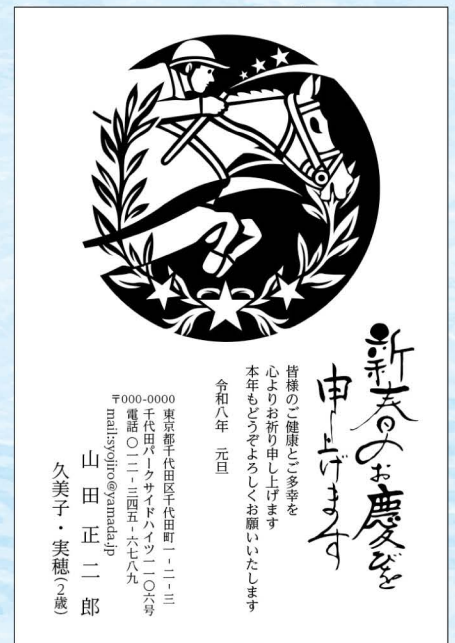 新春のお慶びを
申し上げます
皆様のご健康とご多幸を
心よりお祈り申し上げます
本年もどうぞよろしくお願いいたします
令和八年　元旦
〒000-0000
東京都千代田区千代田町一-二-三
千代田パークサイドハイツ一一〇六号
電話 〇一二-三四五-六七八九
mail:syojiro@yamada.jp
山田正二郎
久美子・実穂(2歳)